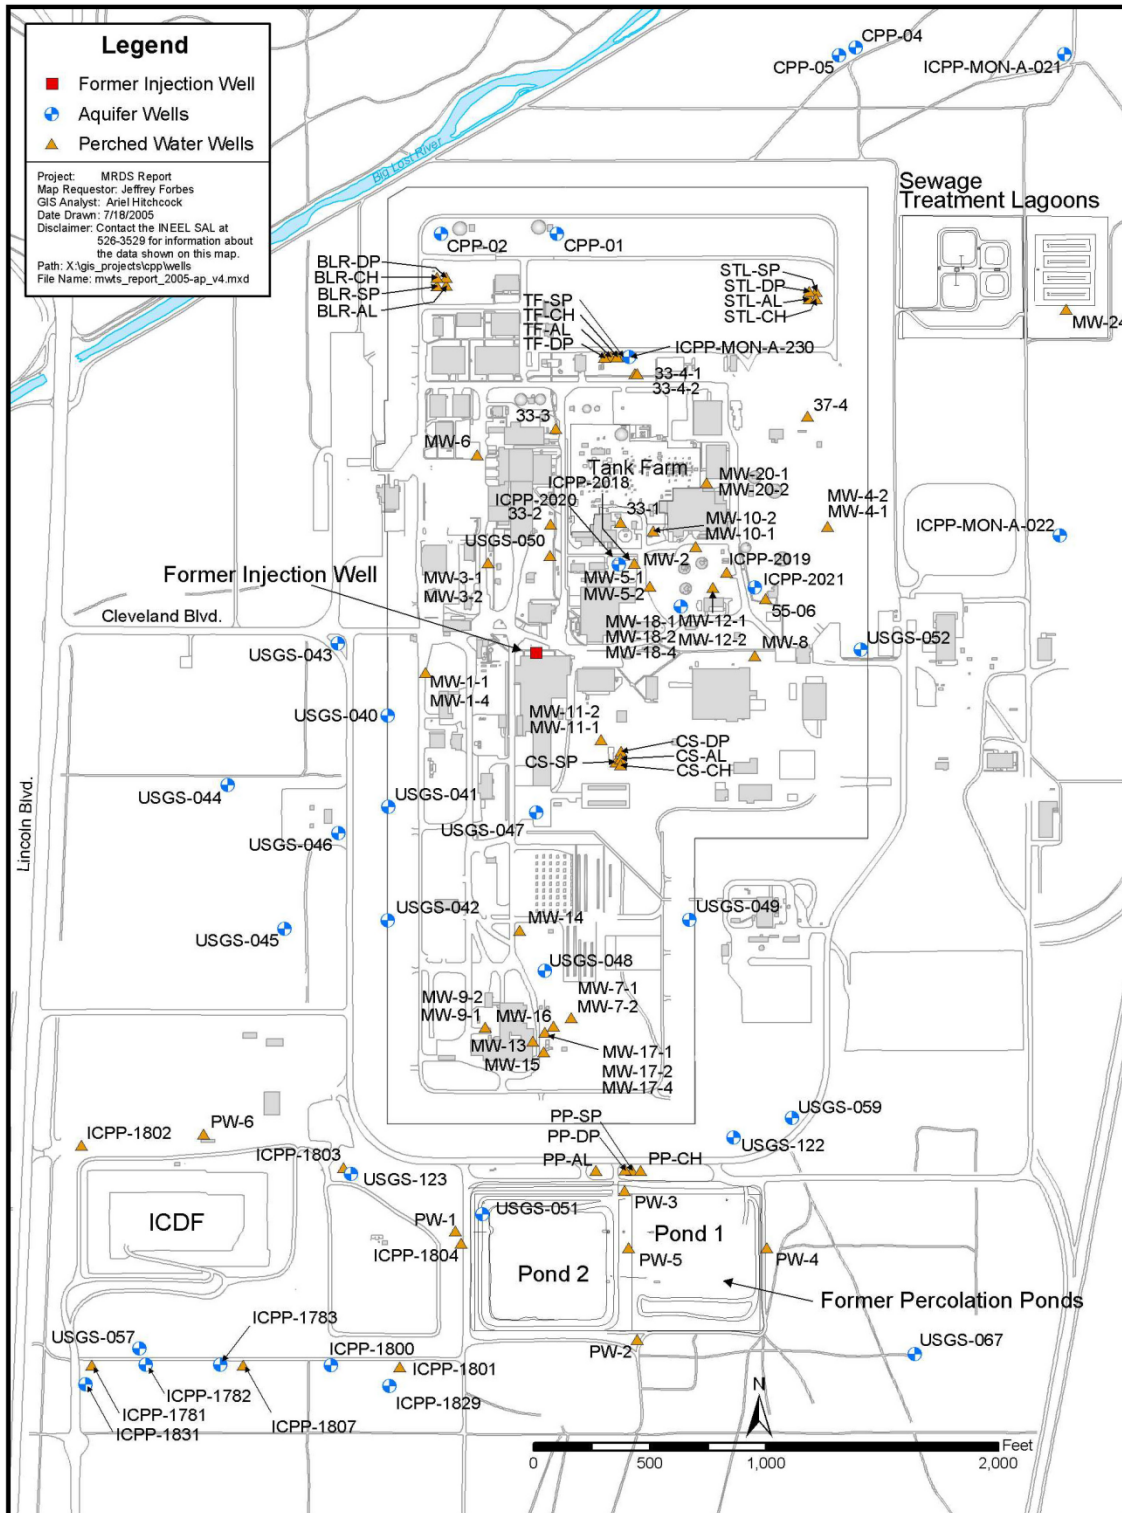 Legend
Former Injection Well
Aquifer Wells
Perched Water Wells
Project: MRDS Report
Map Requestor: Jeffrey Forbes
GIS Analyst: Ariel Hitchcock
Date Drawn: 7/18/2005
Disclaimer: Contact the INEEL SAL at
526-3529 for information about
the data shown on this map.
Path: X:\gis_projects\cpp\wells
File Name: mwts_report_2005-ap_v4.mxd
CPP-04
CPP-05
ICPP-MON-A-021
Big Lost River
Sewage
Treatment Lagoons
CPP-02
CPP-01
BLR-DP
BLR-CH
BLR-SP
BLR-AL
STL-SP
STL-DP
STL-AL
STL-CH
TF-SP
TF-CH
TF-AL
TF-DP
ICPP-MON-A-230
MW-24
33-4-1
33-4-2
33-3
37-4
MW-6
Tank Farm
ICPP-2018
ICPP-2020
MW-20-1
MW-20-2
33-2
33-1
MW-10-2
MW-10-1
MW-4-2
MW-4-1
ICPP-MON-A-022
USGS-050
MW-2
ICPP-2019
Former Injection Well
MW-3-1
MW-3-2
MW-5-1
MW-5-2
ICPP-2021
55-06
Cleveland Blvd.
MW-18-1
MW-18-2
MW-18-4
MW-12-1
MW-12-2
MW-8
USGS-052
USGS-043
MW-1-1
MW-1-4
USGS-040
MW-11-2
MW-11-1
CS-DP
CS-AL
CS-SP
CS-CH
Lincoln Blvd.
USGS-044
USGS-041
USGS-047
USGS-046
USGS-042
USGS-049
USGS-045
MW-14
USGS-048
MW-9-2
MW-9-1
MW-16
MW-7-1
MW-7-2
MW-13
MW-15
MW-17-1
MW-17-2
MW-17-4
PP-SP
PP-DP
PP-AL
PP-CH
USGS-059
USGS-122
ICPP-1802
PW-6
ICPP-1803
USGS-123
PW-3
USGS-051
ICDF
PW-1
ICPP-1804
Pond 1
PW-5
PW-4
Pond 2
Former Percolation Ponds
USGS-057
ICPP-1783
ICPP-1800
PW-2
USGS-067
ICPP-1801
ICPP-1782
ICPP-1829
ICPP-1781
ICPP-1807
ICPP-1831
N
Feet
0 500 1,000 2,000